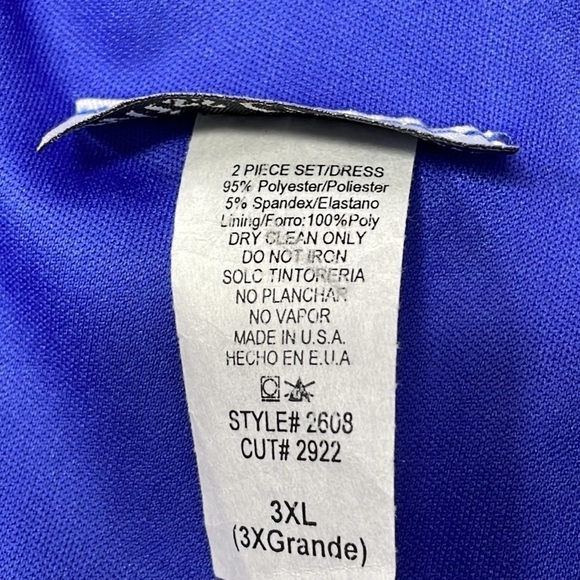 2 PIECE SET/DRESS
95% Polyester/Poliester
5% Spandex/Elastano
Lining/Forro:100%Poly
DRY CLEAN ONLY
DO NOT IRON
SOLO TINTORERIA
NO PLANCHAR
NO VAPOR
MADE IN U.S.A.
HECHO EN E.U.A
STYLE# 2608
CUT# 2922
3XL
(3XGrande)